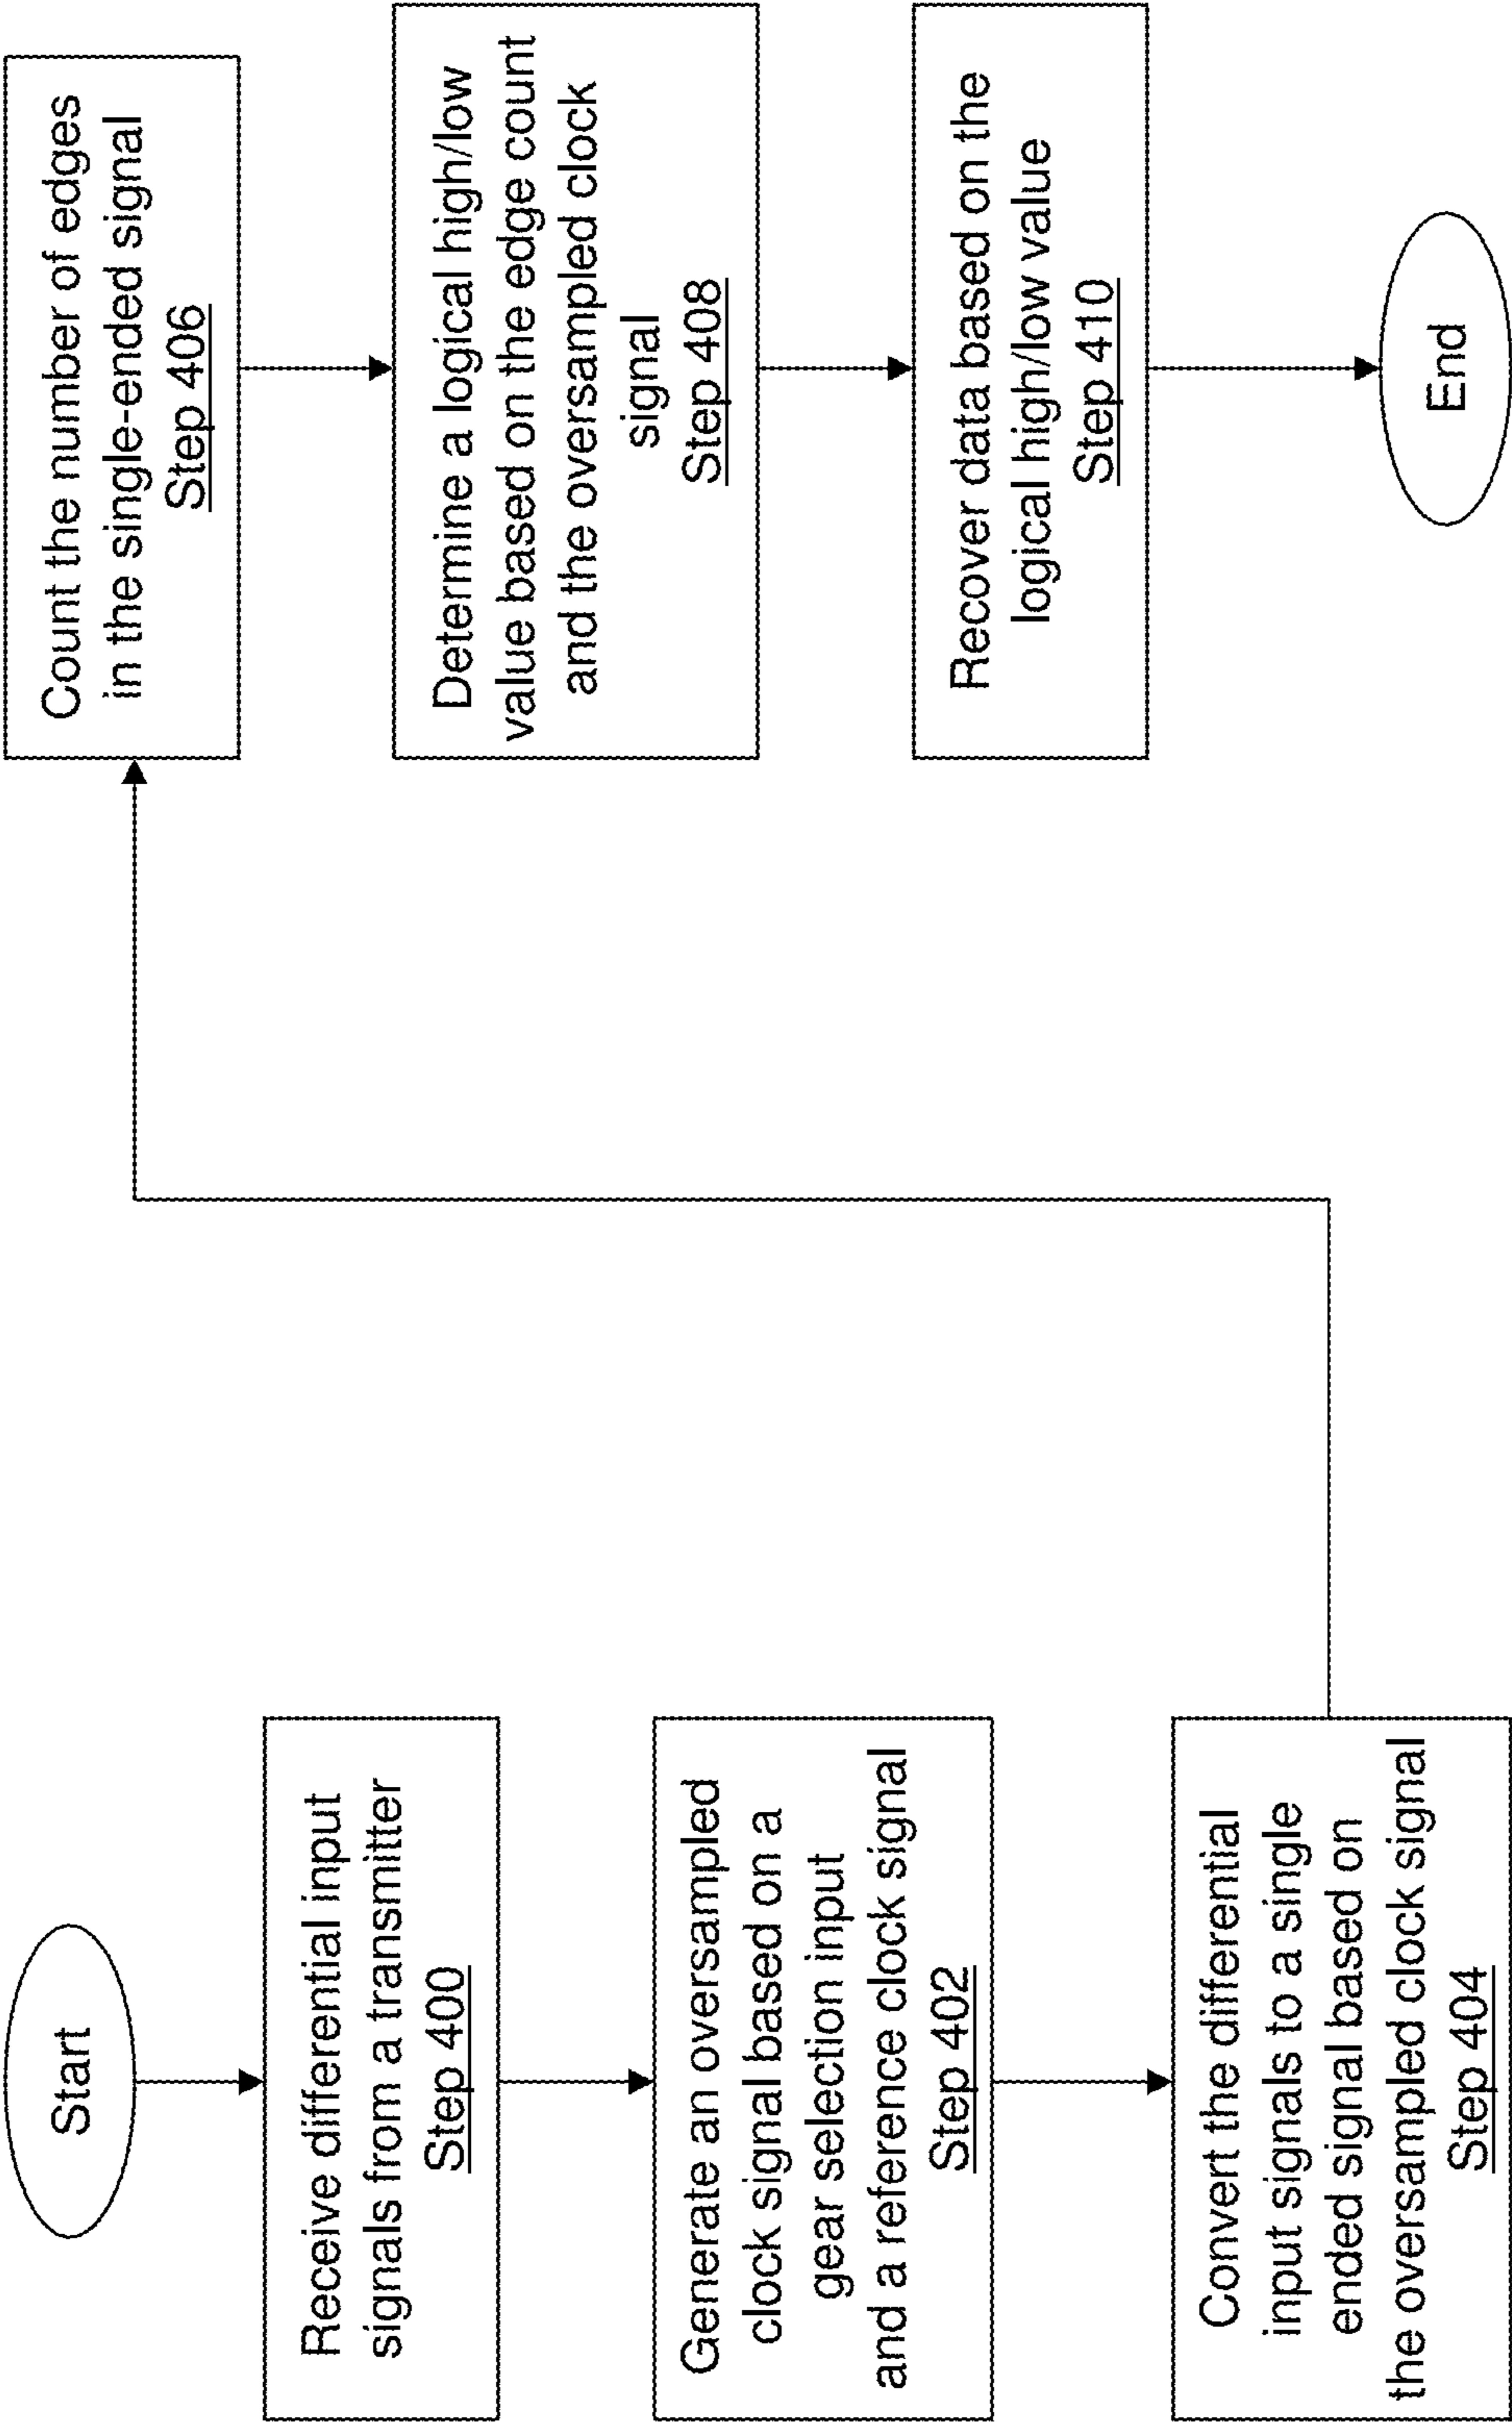 Start
Receive differential input
signals from a transmitter
Step 400
Generate an oversampled
clock signal based on a
gear selection input
and a reference clock signal
Step 402
Convert the differential
input signals to a single
ended signal based on
the oversampled clock signal
Step 404
Count the number of edges
in the single-ended signal
Step 406
Determine a logical high/low
value based on the edge count
and the oversampled clock
signal
Step 408
Recover data based on the
logical high/low value
Step 410
End